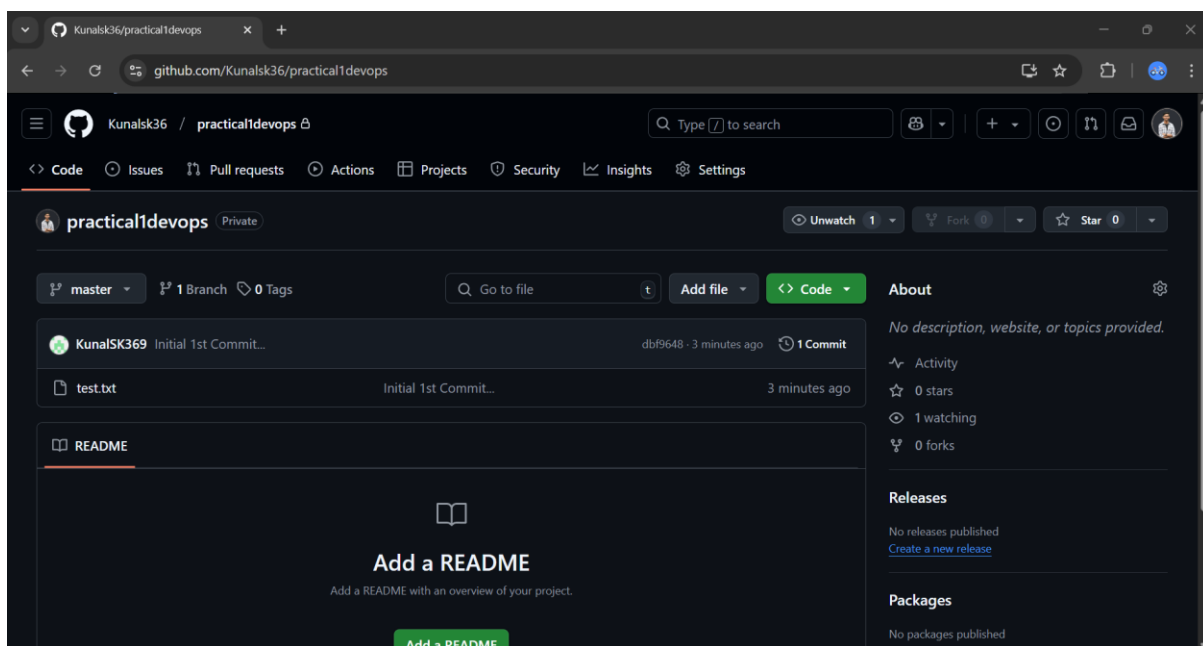 Kunalsk36/practical1devops
github.com/Kunalsk36/practical1devops
Kunalsk36 / practical1devops
Type / to search
Code Issues Pull requests Actions Projects Security Insights Settings
practical1devops Private
Unwatch 1 Fork 0 Star 0
master 1 Branch 0 Tags
Go to file t
Add file Code
KunalSK369 Initial 1st Commit... dbf9648 · 3 minutes ago 1 Commit
test.txt Initial 1st Commit... 3 minutes ago
README
Add a README
Add a README with an overview of your project.
Add a README
About
No description, website, or topics provided.
Activity
0 stars
1 watching
0 forks
Releases
No releases published
Create a new release
Packages
No packages published